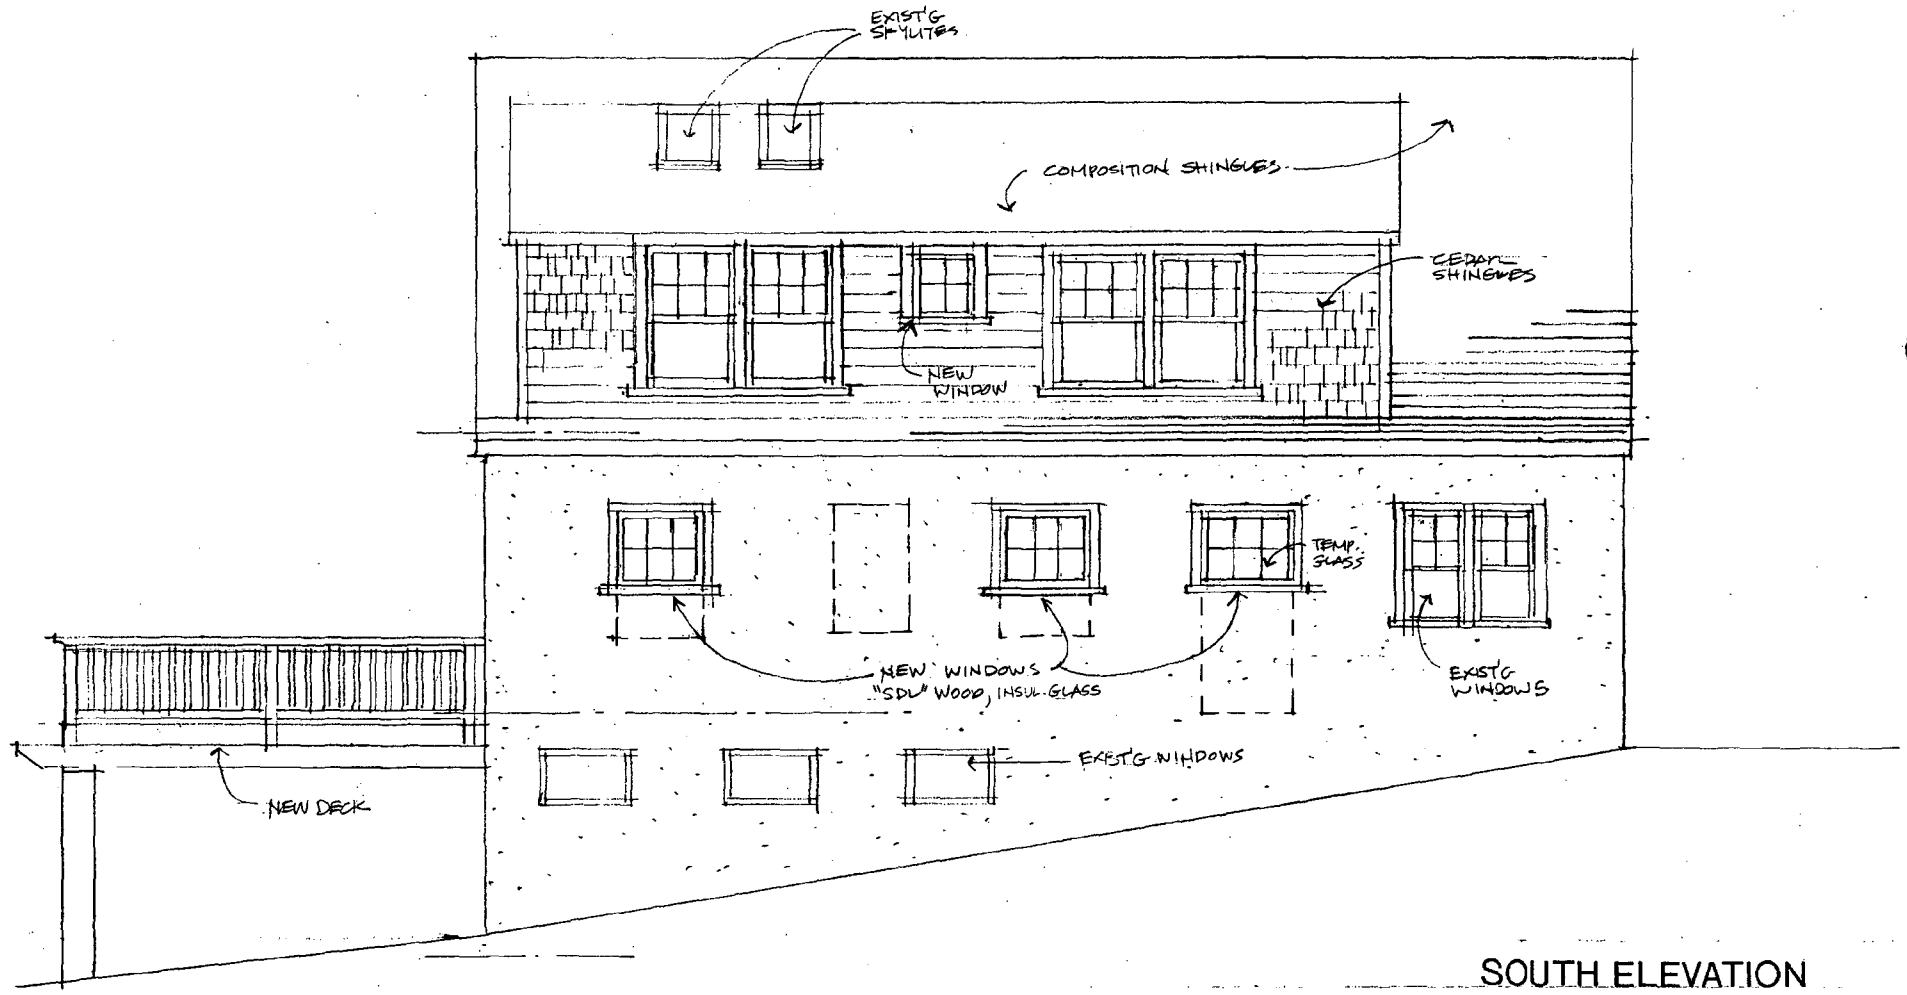 EXIST'G
SKYLITES
COMPOSITION SHINGLES
CEDAR
SHINGLES
NEW
WINDOW
TEMP.
GLASS
NEW WINDOWS
"SDL" WOOD, INSUL. GLASS
EXIST'G
WINDOWS
EXIST'G WINDOWS
NEW DECK
SOUTH ELEVATION